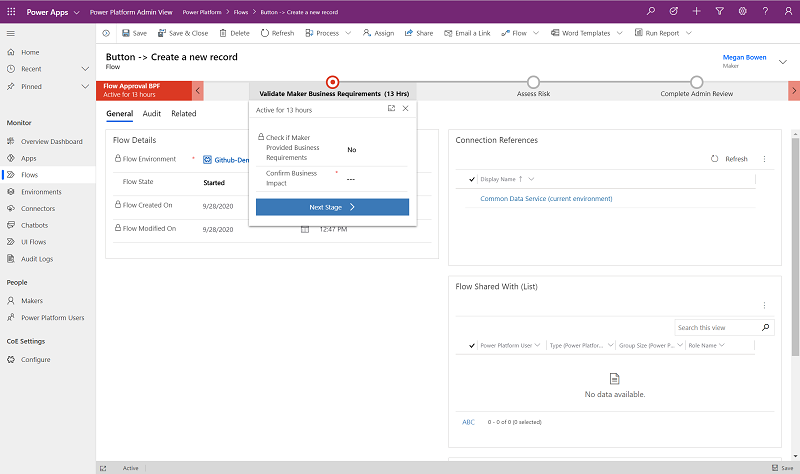 Power Apps Power Platform Admin View Power Platform > Flows > Button -> Create a new record
Save Save & Close Delete Refresh Process Assign Share Email a Link Flow Word Templates Run Report
Home
Recent
Pinned
Monitor
Overview Dashboard
Apps
Flows
Environments
Connectors
Chatbots
UI Flows
Audit Logs
People
Makers
Power Platform Users
CoE Settings
Configure
Button -> Create a new record
Flow
Megan Bowen
Maker
Flow Approval BPF
Active for 13 hours
Validate Maker Business Requirements (13 Hrs)
Assess Risk
Complete Admin Review
General Audit Related
Active for 13 hours
Check if Maker
Provided Business
Requirements
No
Confirm Business
Impact
*
---
Next Stage
Flow Details
Flow Environment * Github-Den
Flow State Started
Flow Created On 9/28/2020
Flow Modified On 9/28/2020 12:47 PM
Connection References
Refresh
Display Name ↑
Common Data Service (current environment)
Flow Shared With (List)
Search this view
Power Platform User Type (Power Platfor... Group Size (Power P... Role Name
No data available.
ABC 0 - 0 of 0 (0 selected)
Active Save